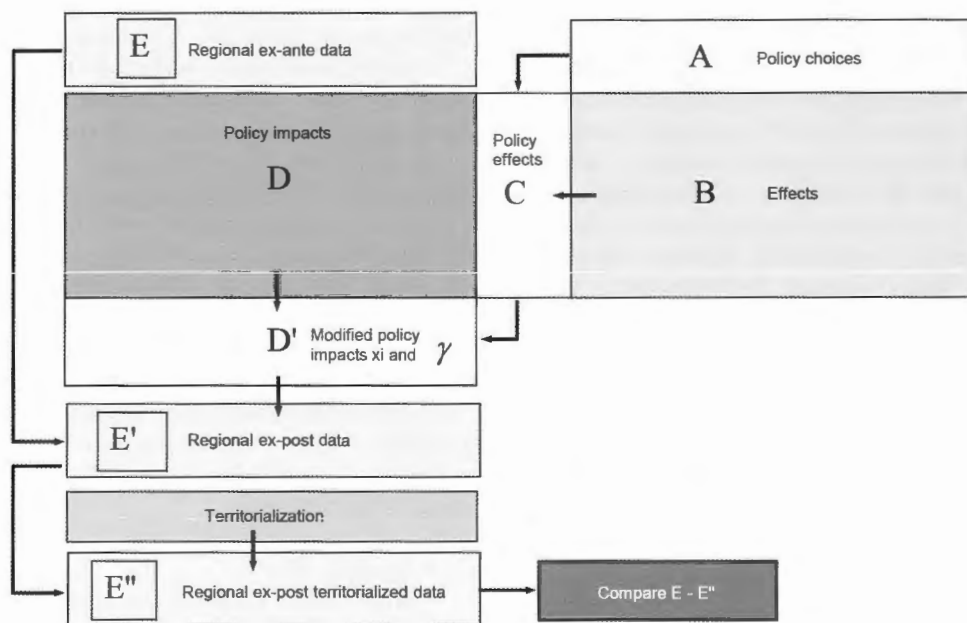 E Regional ex-ante data
A Policy choices
Policy impacts
D
Policy
effects
C
B Effects
D' Modified policy
impacts xi and γ
E' Regional ex-post data
Territorialization
E" Regional ex-post territorialized data
Compare E - E"